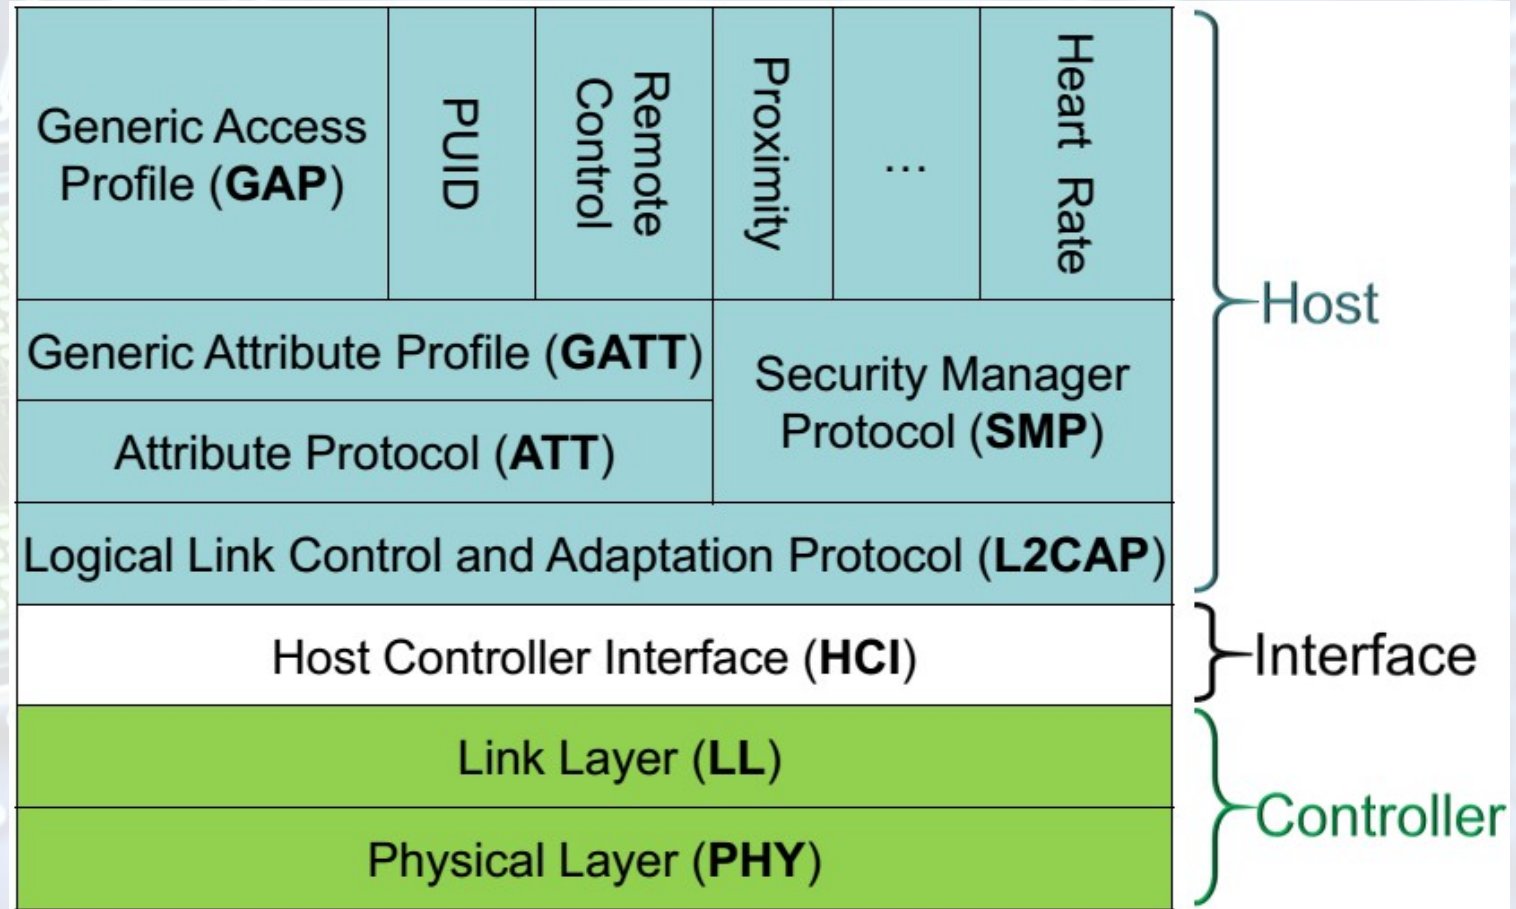 Generic Access
Profile (GAP)
PUID
Remote
Control
Proximity
...
Heart Rate
Host
Generic Attribute Profile (GATT)
Security Manager
Protocol (SMP)
Attribute Protocol (ATT)
Logical Link Control and Adaptation Protocol (L2CAP)
Host Controller Interface (HCI)
Interface
Link Layer (LL)
Controller
Physical Layer (PHY)